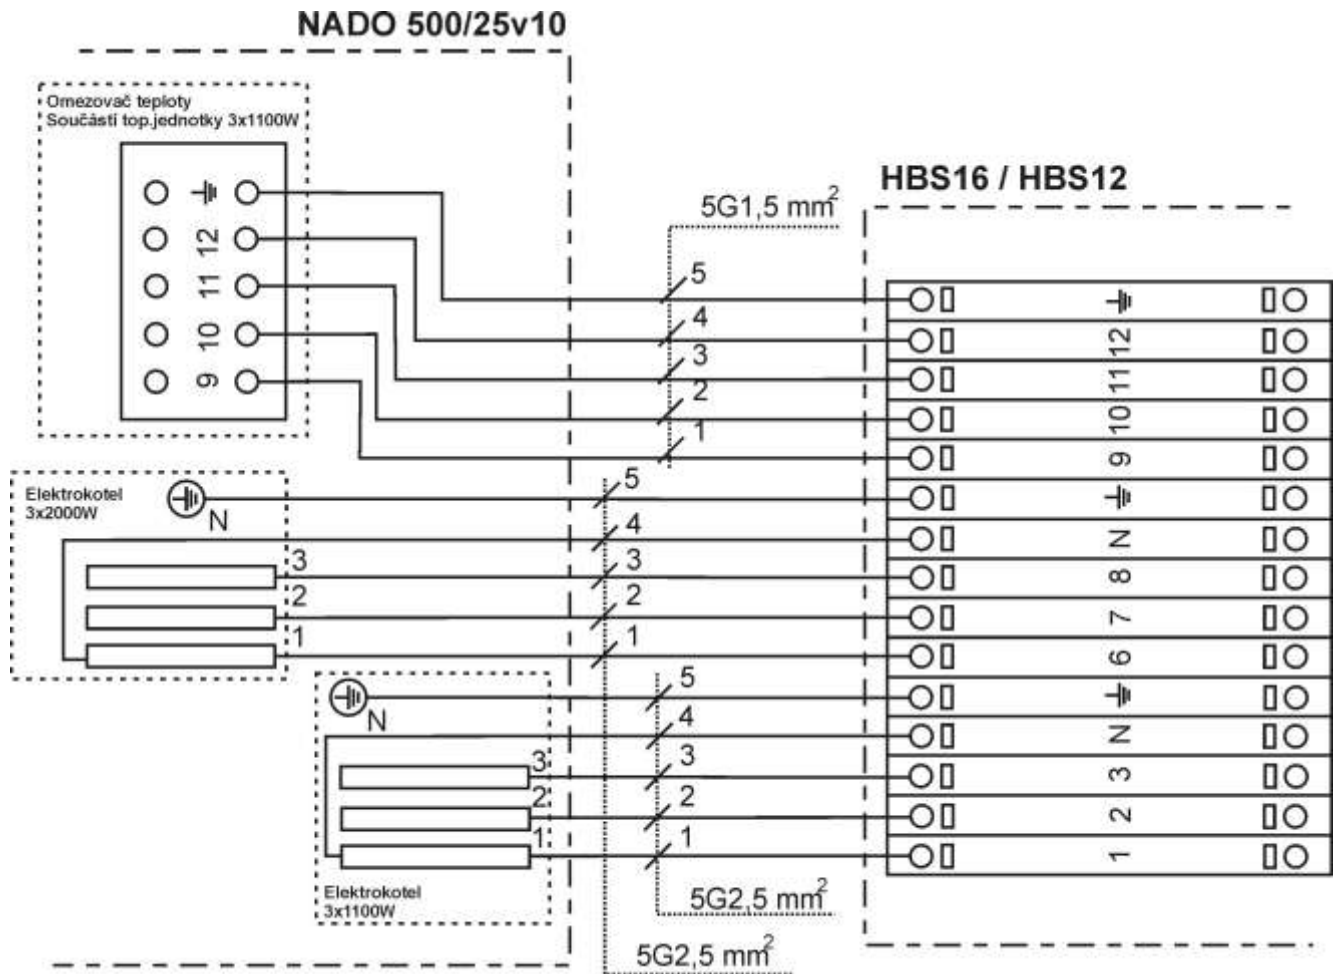 NADO 500/25v10
Omezovač teploty
Součástí top.jednotky 3x1100W
12
11
10
9
HBS16 / HBS12
5G1,5 mm²
5
4
3
2
1
12
11
10
9
N
8
7
6
N
3
2
1
Elektrokotel
3x2000W
N
3
2
1
5
4
3
2
1
N
3
2
1
Elektrokotel
3x1100W
5
4
3
2
1
5G2,5 mm²
5G2,5 mm²